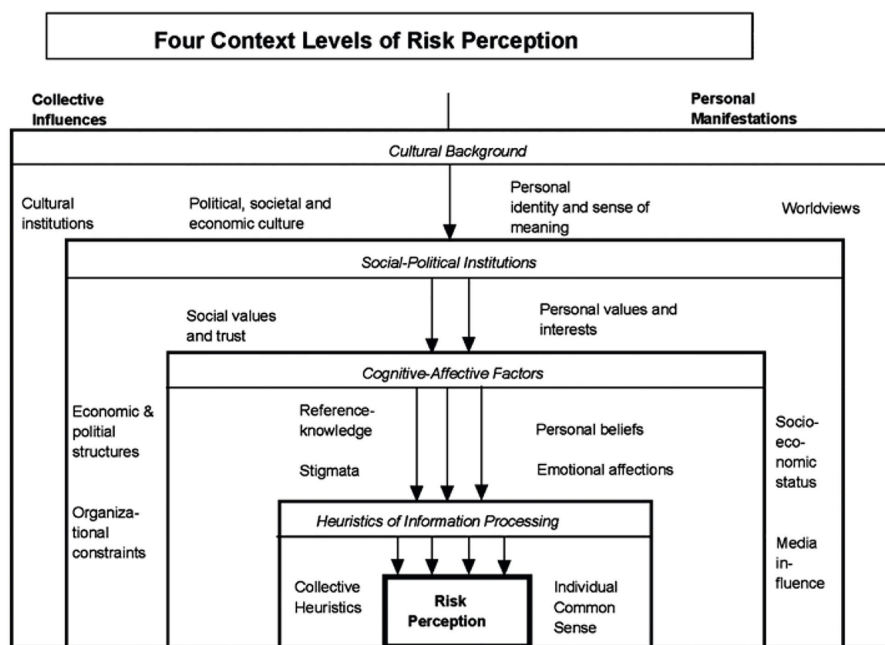 Four Context Levels of Risk Perception
Collective
Influences
Personal
Manifestations
Cultural Background
Cultural
institutions
Political, societal and
economic culture
Personal
identity and sense of
meaning
Worldviews
Social-Political Institutions
Social values
and trust
Personal values and
interests
Cognitive-Affective Factors
Economic &
politial
structures
Reference-
knowledge
Personal beliefs
Socio-
eco-
nomic
status
Stigmata
Emotional affections
Heuristics of Information Processing
Organiza-
tional
constraints
Media
in-
fluence
Collective
Heuristics
Risk
Perception
Individual
Common
Sense